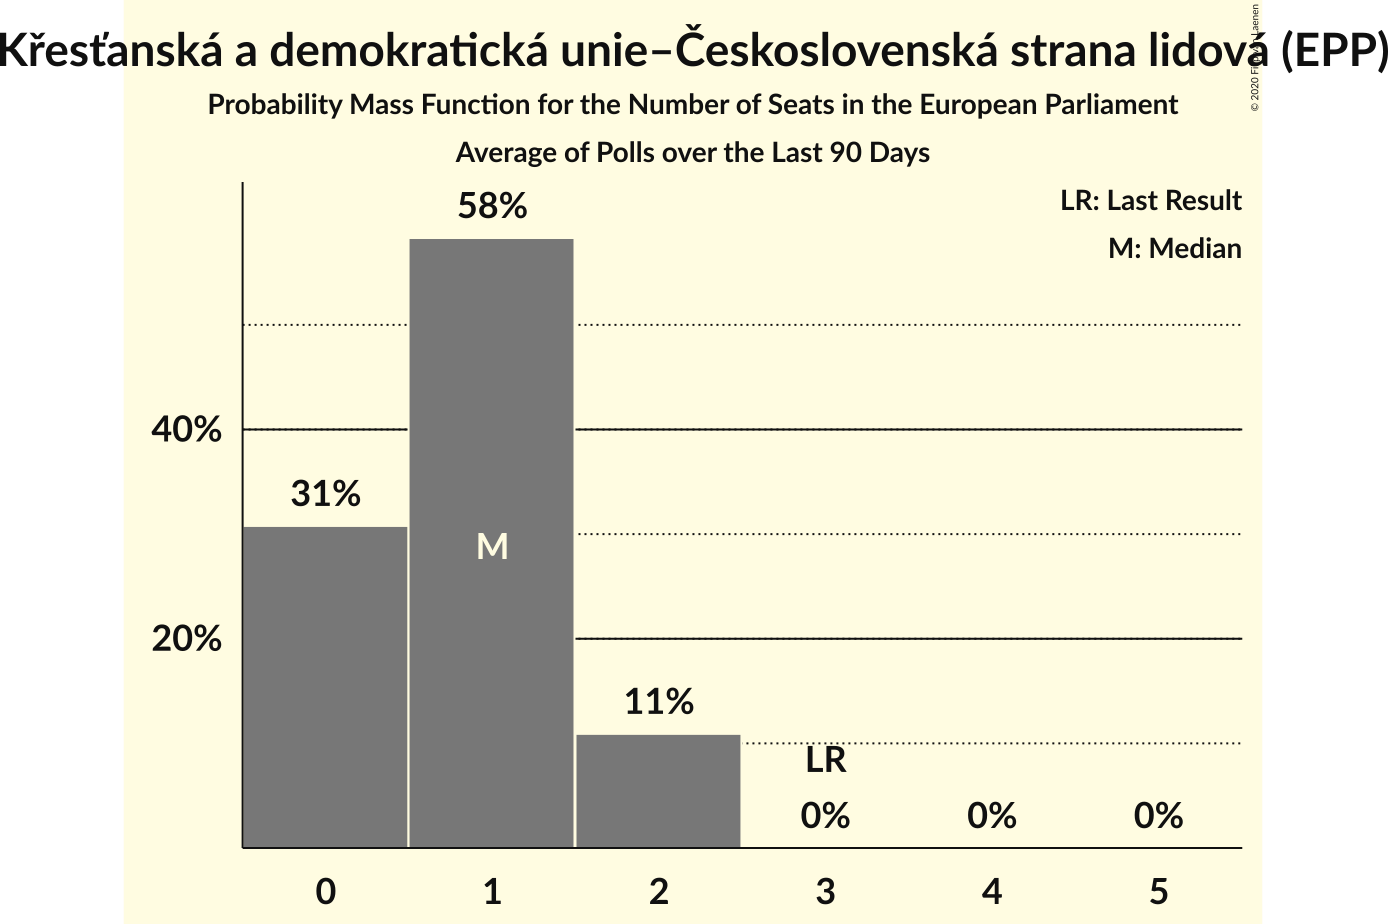 Křesťanská a demokratická unie–Československá strana lidová (EPP)
Probability Mass Function for the Number of Seats in the European Parliament
Average of Polls over the Last 90 Days
© 2020 Laenen
LR: Last Result
M: Median
58%
40%
31%
M
20%
11%
LR
0% 0% 0%
0 1 2 3 4 5